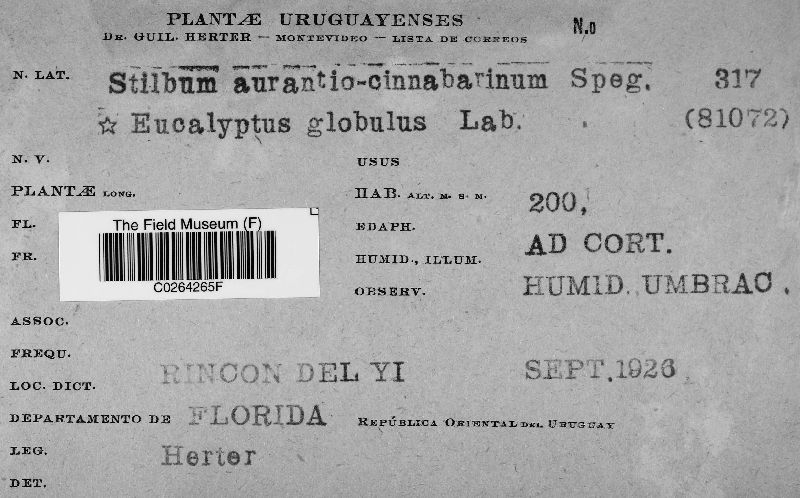 PLANTÆ URUGUAYENSES
N.o
DR. GUIL. HERTER — MONTEVIDEO — LISTA DE CORREOS
N. LAT. Stilbum aurantio-cinnabarinum Speg. 317
☆ Eucalyptus globulus Lab. (81072)
N. V. USUS
PLANTÆ LONG. HAB. ALT. M. S. M. 200,
FL. EDAPH. AD CORT.
FR. HUMID., ILLUM. HUMID. UMBRAC.
OBSERV.
The Field Museum (F)
C0264265F
ASSOC.
FREQU.
LOC. DICT. RINCON DEL YI SEPT.1926
DEPARTAMENTO DE FLORIDA REPÚBLICA ORIENTAL DEL URUGUAY
LEG. Herter
DET.